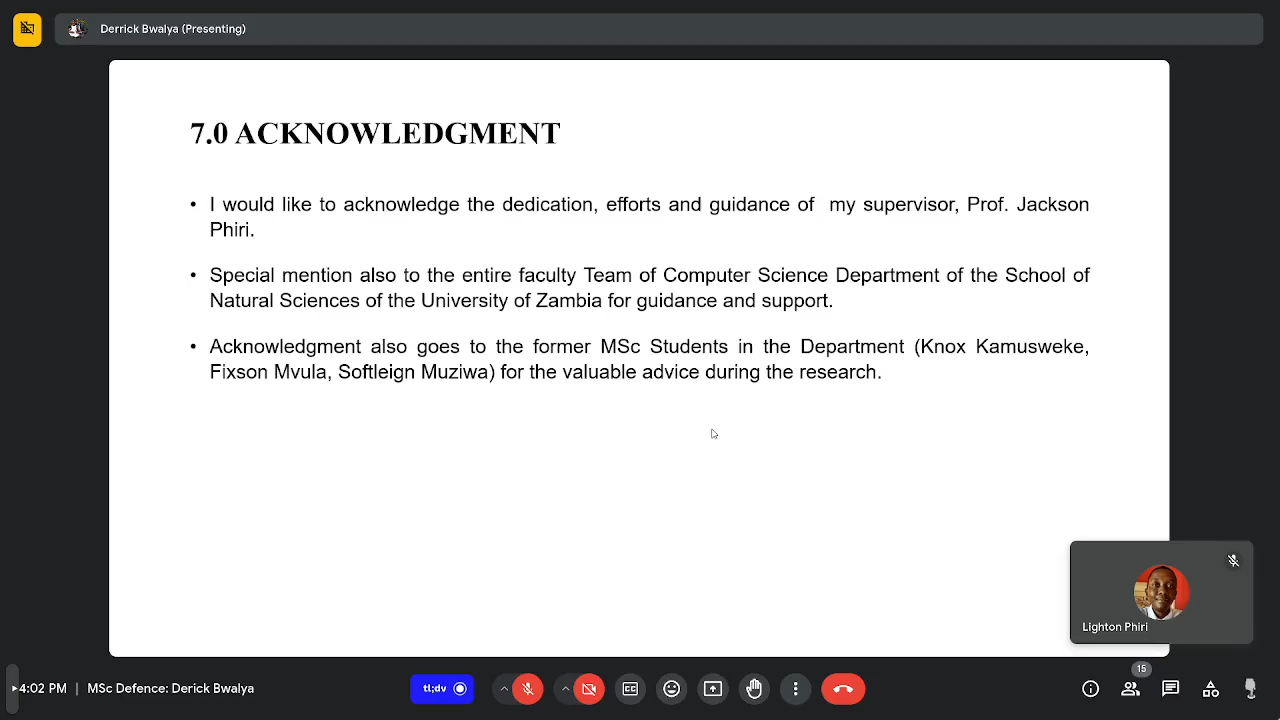 Derrick Bwalya (Presenting)
7.0 ACKNOWLEDGMENT
• I would like to acknowledge the dedication, efforts and guidance of my supervisor, Prof. Jackson
Phiri.
• Special mention also to the entire faculty Team of Computer Science Department of the School of
Natural Sciences of the University of Zambia for guidance and support.
• Acknowledgment also goes to the former MSc Students in the Department (Knox Kamusweke,
Fixson Mvula, Softleign Muziwa) for the valuable advice during the research.
Lighton Phiri
15
4:02 PM | MSc Defence: Derick Bwalya
tl;dv
CC